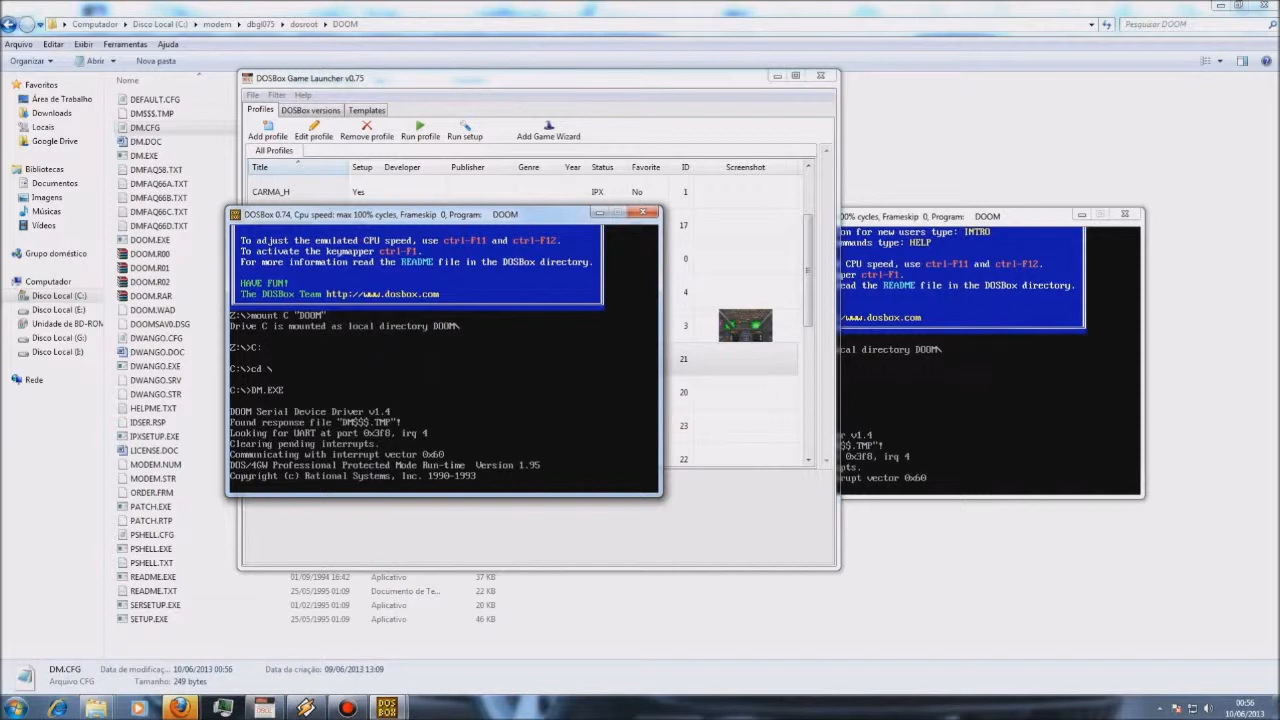 Computador ▸ Disco Local (C:) ▸ modem ▸ dbgl075 ▸ dosroot ▸ DOOM
Pesquisar DOOM
Arquivo Editar Exibir Ferramentas Ajuda
Organizar Abrir Nova pasta
Favoritos
Área de Trabalho
Downloads
Locais
Google Drive
Bibliotecas
Documentos
Imagens
Músicas
Vídeos
Grupo doméstico
Computador
Disco Local (C:)
Disco Local (E:)
Unidade de BD-ROM
Disco Local (G:)
Disco Local (I:)
Rede
Nome
DEFAULT.CFG
DM$$$.TMP
DM.CFG
DM.DOC
DM.EXE
DMFAQ58.TXT
DMFAQ66A.TXT
DMFAQ66B.TXT
DMFAQ66C.TXT
DMFAQ66D.TXT
DOOM.EXE
DOOM.R00
DOOM.R01
DOOM.R02
DOOM.RAR
DOOM.WAD
DOOMSAV0.DSG
DWANGO.CFG
DWANGO.DOC
DWANGO.EXE
DWANGO.SRV
DWANGO.STR
HELPME.TXT
IDSER.RSP
IPXSETUP.EXE
LICENSE.DOC
MODEM.NUM
MODEM.STR
ORDER.FRM
PATCH.EXE
PATCH.RTP
PSHELL.CFG
PSHELL.EXE
PSHELL.TXT
README.EXE 01/09/1994 16:42 Aplicativo 37 KB
README.TXT 25/05/1995 01:09 Documento de Te... 22 KB
SERSETUP.EXE 01/02/1995 01:09 Aplicativo 20 KB
SETUP.EXE 25/05/1995 01:09 Aplicativo 46 KB
DOSBox Game Launcher v0.75
File Filter Help
Profiles DOSBox versions Templates
Add profile Edit profile Remove profile Run profile Run setup Add Game Wizard
All Profiles
Title Setup Developer Publisher Genre Year Status Favorite ID Screenshot
CARMA_H Yes IPX No 1
17
4
21
20
23
22
DOSBox 0.74, Cpu speed: max 100% cycles, Frameskip 0, Program: DOOM
To adjust the emulated CPU speed, use ctrl-F11 and ctrl-F12.
To activate the keymapper ctrl-F1.
For more information read the README file in the DOSBox directory.
HAVE FUN!
The DOSBox Team http://www.dosbox.com
Z:\>mount C "DOOM"
Drive C is mounted as local directory DOOM\
Z:\>C:
C:\>cd \
C:\>DM.EXE
DOOM Serial Device Driver v1.4
Found response file "DM$$$.TMP"!
Looking for UART at port 0x3f8, irq 4
Clearing pending interrupts.
Communicating with interrupt vector 0x60
DOS/4GW Professional Protected Mode Run-time Version 1.95
Copyright (c) Rational Systems, Inc. 1990-1993
00% cycles, Frameskip 0, Program: DOOM
ion for new users type: INTRO
mmands type: HELP
CPU speed, use ctrl-F11 and ctrl-F12.
per ctrl-F1.
ead the README file in the DOSBox directory.
/www.dosbox.com
cal directory DOOM\
er v1.4
$$.TMP"!
0x3f8, irq 4
pts.
rupt vector 0x60
DM.CFG Data de modificaç... 10/06/2013 00:56 Data da criação: 09/06/2013 13:09
Arquivo CFG Tamanho: 249 bytes
DOS BOX
00:56
10/06/2013